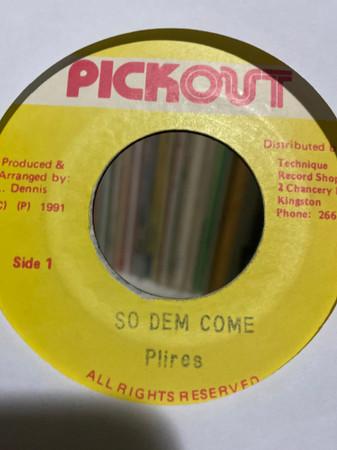 PICKOUT
Produced &
Arranged by:
. Dennis
C) (P) 1991
Side 1
Distributed b
Technique
Record Shop
2 Chancery
Kingston
Phone: 266
SO DEM COME
Plires
ALL RIGHTS RESERVED